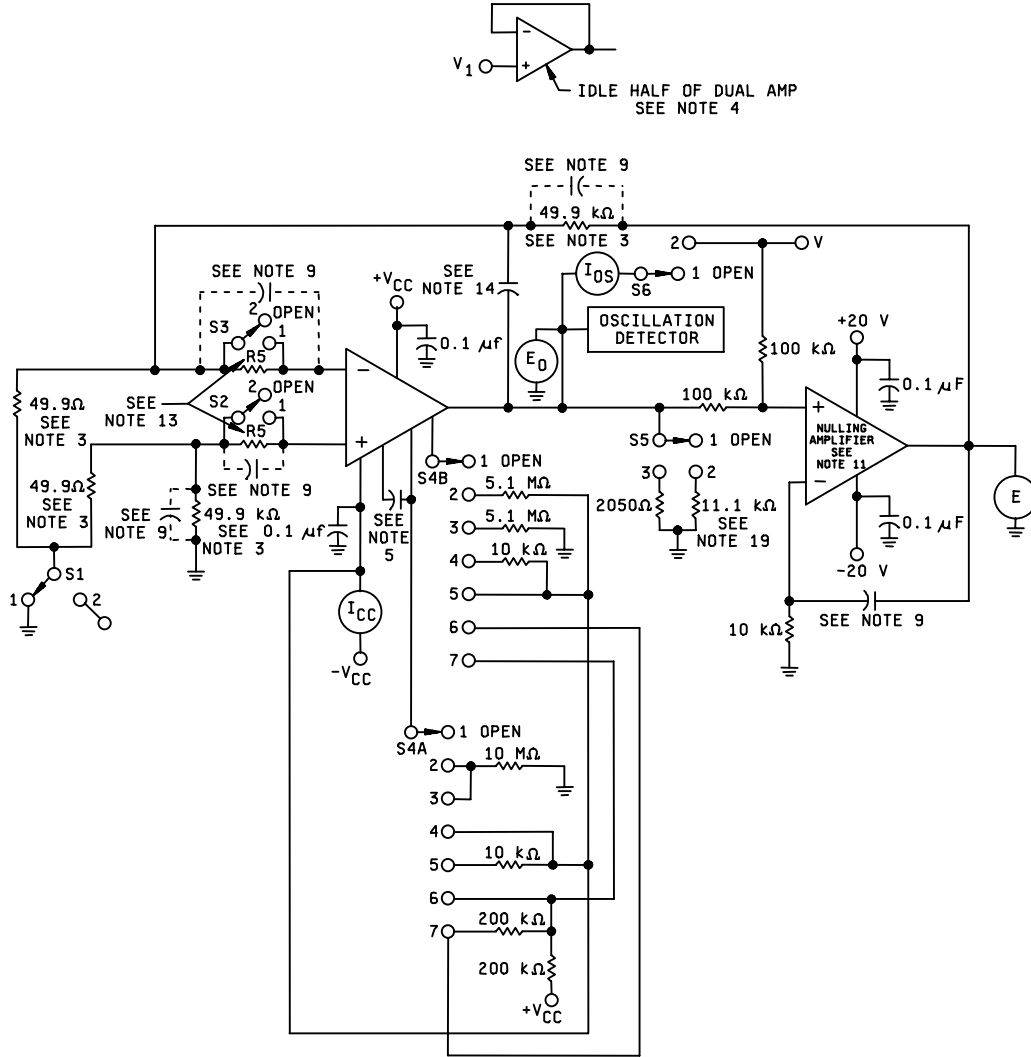 V1
−
+
IDLE HALF OF DUAL AMP
SEE NOTE 4
SEE NOTE 9
49.9 kΩ
SEE NOTE 3
2
V
SEE NOTE 9
2
OPEN
S3
1
R5
2
OPEN
S2
1
R5
SEE NOTE 9
SEE
NOTE 13
+VCC
0.1 µf
SEE
NOTE 14
IOS
S6
1 OPEN
OSCILLATION
DETECTOR
EO
100 kΩ
+20 V
0.1 µF
49.9Ω
SEE
NOTE 3
49.9Ω
SEE
NOTE 3
SEE
NOTE 9
49.9 kΩ
SEE
NOTE 3
0.1 µf
−
+
SEE
NOTE
5
S4B
1 OPEN
100 kΩ
S5
1 OPEN
3
2
2050Ω
11.1 kΩ
SEE
NOTE 19
+
NULLING
AMPLIFIER
SEE
NOTE 11
−
0.1 µF
-20 V
E
SEE NOTE 9
10 kΩ
S1
1
2
ICC
-VCC
2
5.1 MΩ
3
5.1 MΩ
4
10 kΩ
5
6
7
S4A
1 OPEN
2
10 MΩ
3
4
5
10 kΩ
6
7
200 kΩ
200 kΩ
+VCC